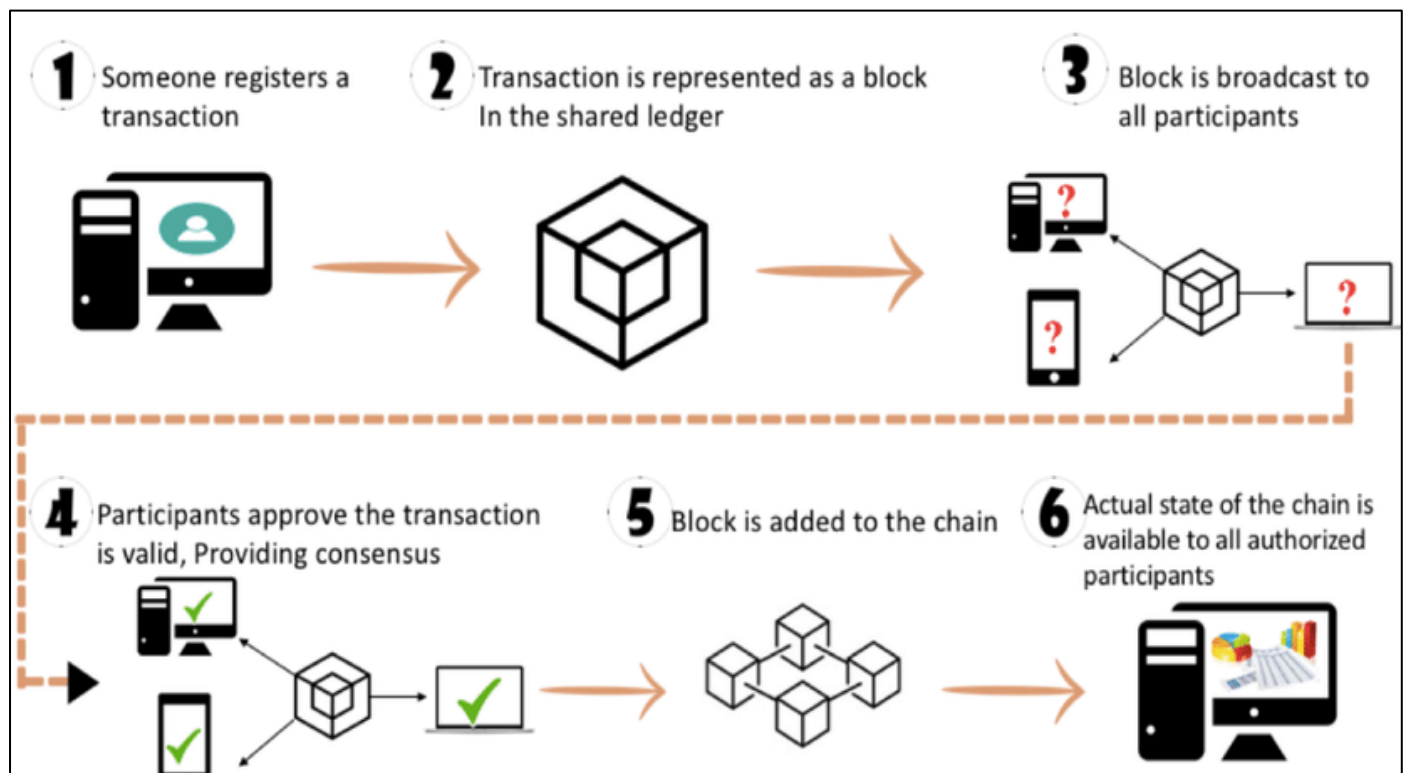 1 Someone registers a
transaction
2 Transaction is represented as a block
In the shared ledger
3 Block is broadcast to
all participants
?
?
?
4 Participants approve the transaction
is valid, Providing consensus
5 Block is added to the chain
6 Actual state of the chain is
available to all authorized
participants